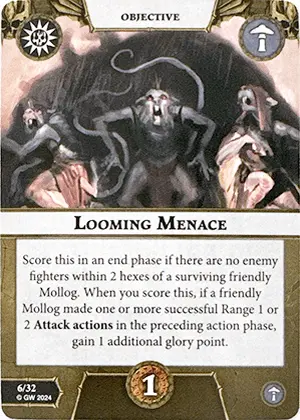 OBJECTIVE
LOOMING MENACE
Score this in an end phase if there are no enemy
fighters within 2 hexes of a surviving friendly
Mollog. When you score this, if a friendly
Mollog made one or more successful Range 1 or
2 Attack actions in the preceding action phase,
gain 1 additional glory point.
6/32
© GW 2024
1